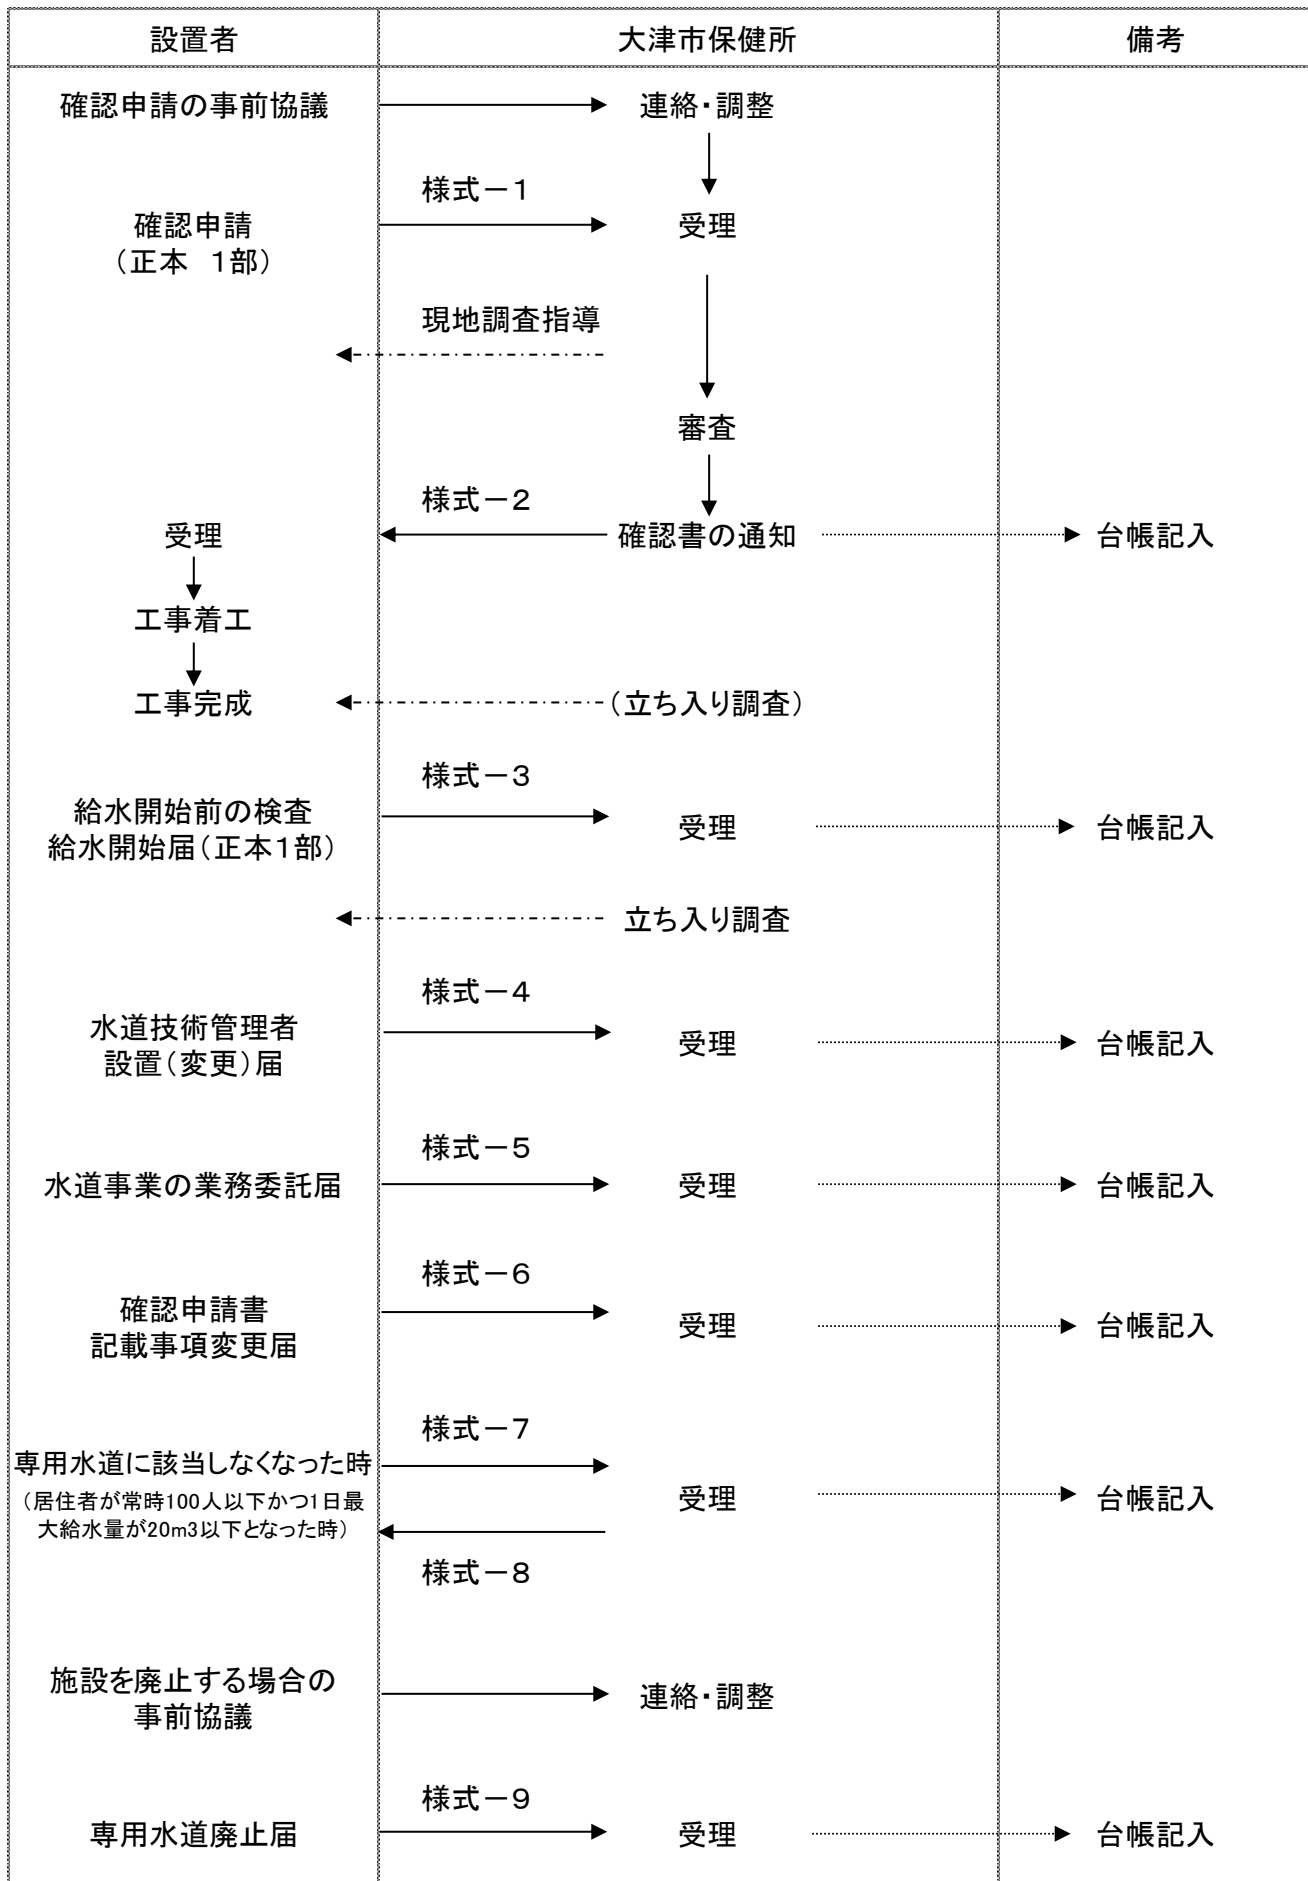 設置者
大津市保健所
備考
確認申請の事前協議
連絡・調整
様式－1
確認申請
（正本　1部）
受理
現地調査指導
審査
様式－2
受理
確認書の通知
台帳記入
工事着工
工事完成
（立ち入り調査）
様式－3
給水開始前の検査
給水開始届（正本1部）
受理
台帳記入
立ち入り調査
様式－4
水道技術管理者
設置（変更）届
受理
台帳記入
様式－5
水道事業の業務委託届
受理
台帳記入
様式－6
確認申請書
記載事項変更届
受理
台帳記入
様式－7
専用水道に該当しなくなった時
（居住者が常時100人以下かつ1日最
大給水量が20m3以下となった時）
受理
台帳記入
様式－8
施設を廃止する場合の
事前協議
連絡・調整
様式－9
専用水道廃止届
受理
台帳記入